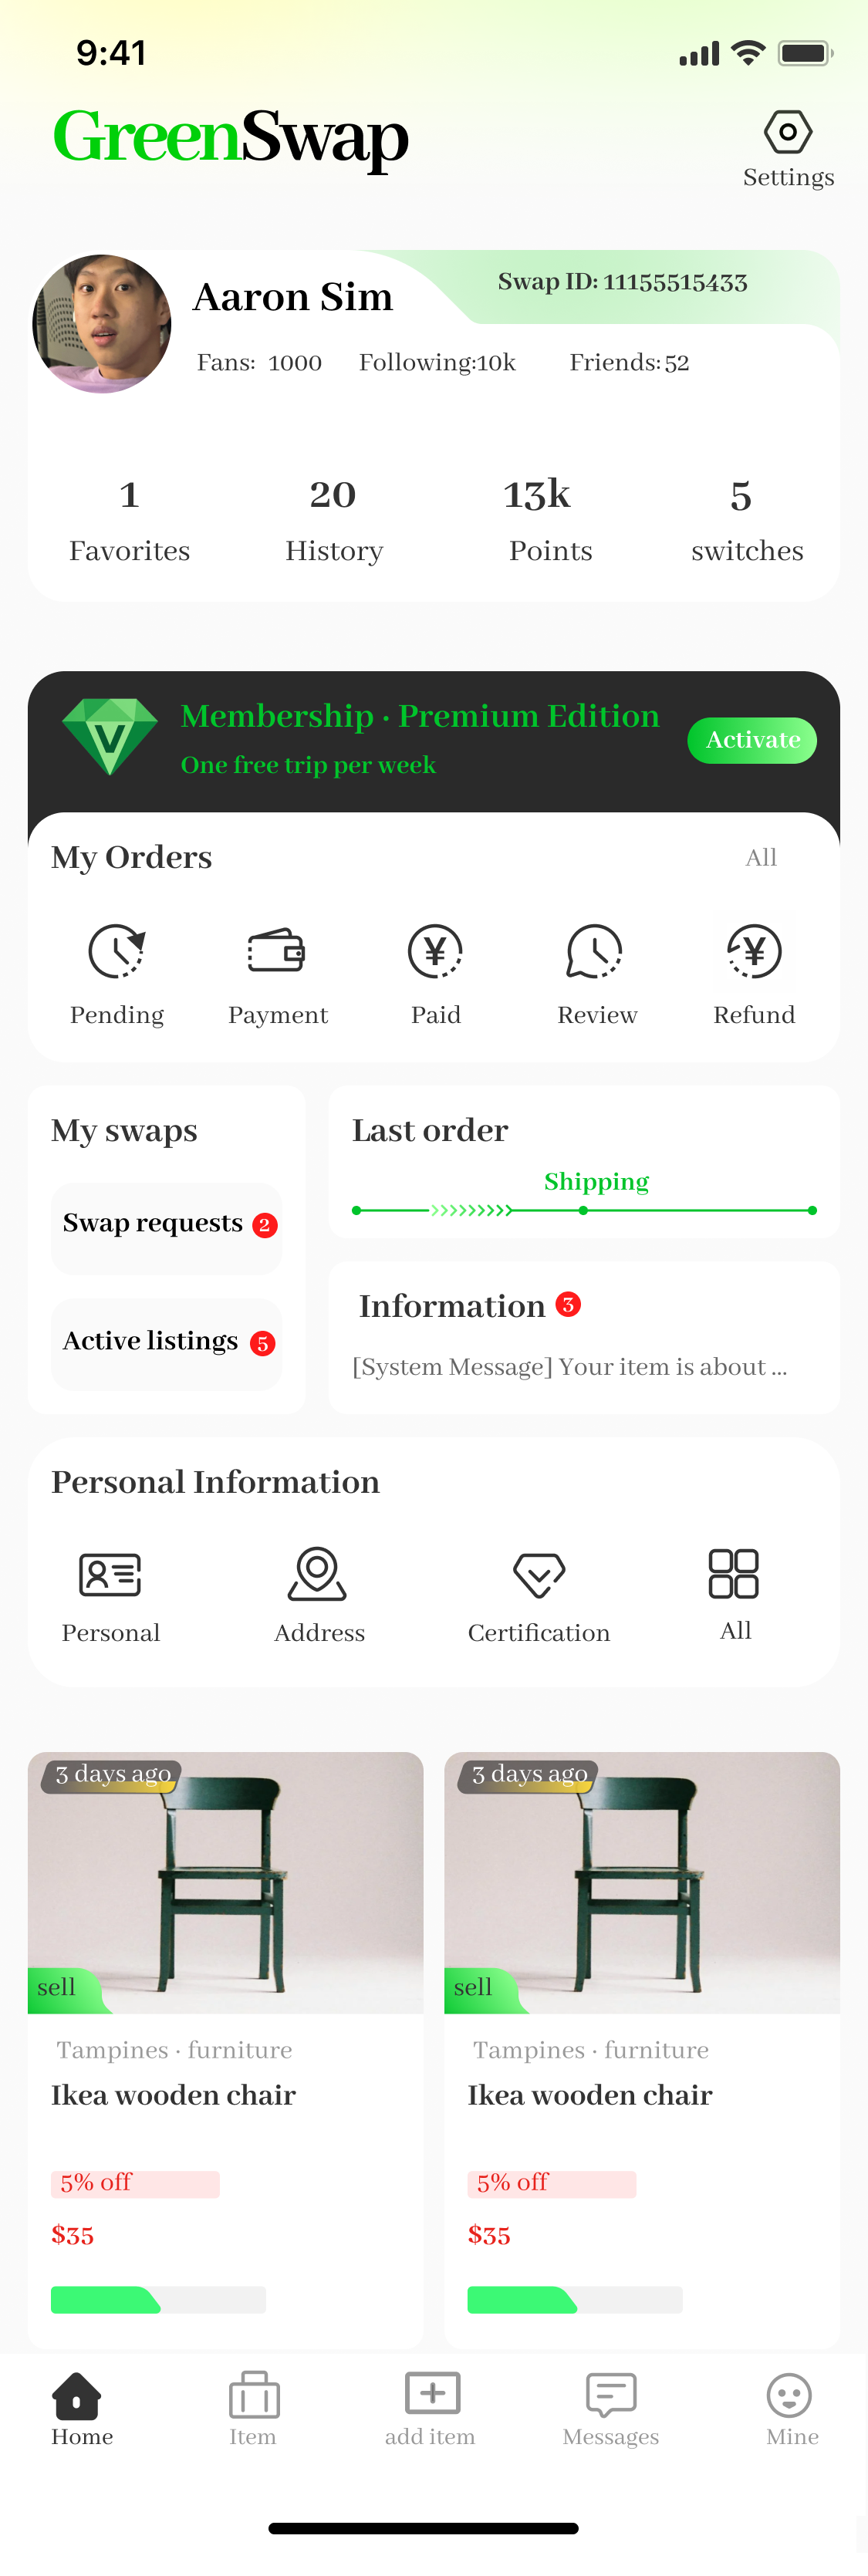 9:41
GreenSwap
Settings
Aaron Sim
Swap ID: 11155515433
Fans: 1000 Following:10k Friends: 52
1 20 13k 5
Favorites History Points switches
V
Membership · Premium Edition
One free trip per week
Activate
My Orders All
¥ ¥
Pending Payment Paid Review Refund
My swaps
Swap requests 2
Active listings 5
Last order
Shipping
Information 3
[System Message] Your item is about ...
Personal Information
Personal Address Certification All
3 days ago
sell
Tampines · furniture
Ikea wooden chair
5% off
$35
3 days ago
sell
Tampines · furniture
Ikea wooden chair
5% off
$35
Home Item add item Messages Mine